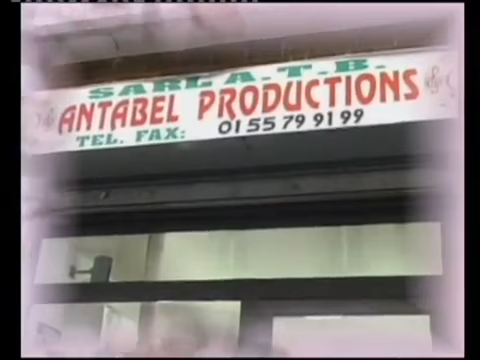 SARL A.T.B.
ANTABEL PRODUCTIONS
TEL. FAX: 01 55 79 91 99